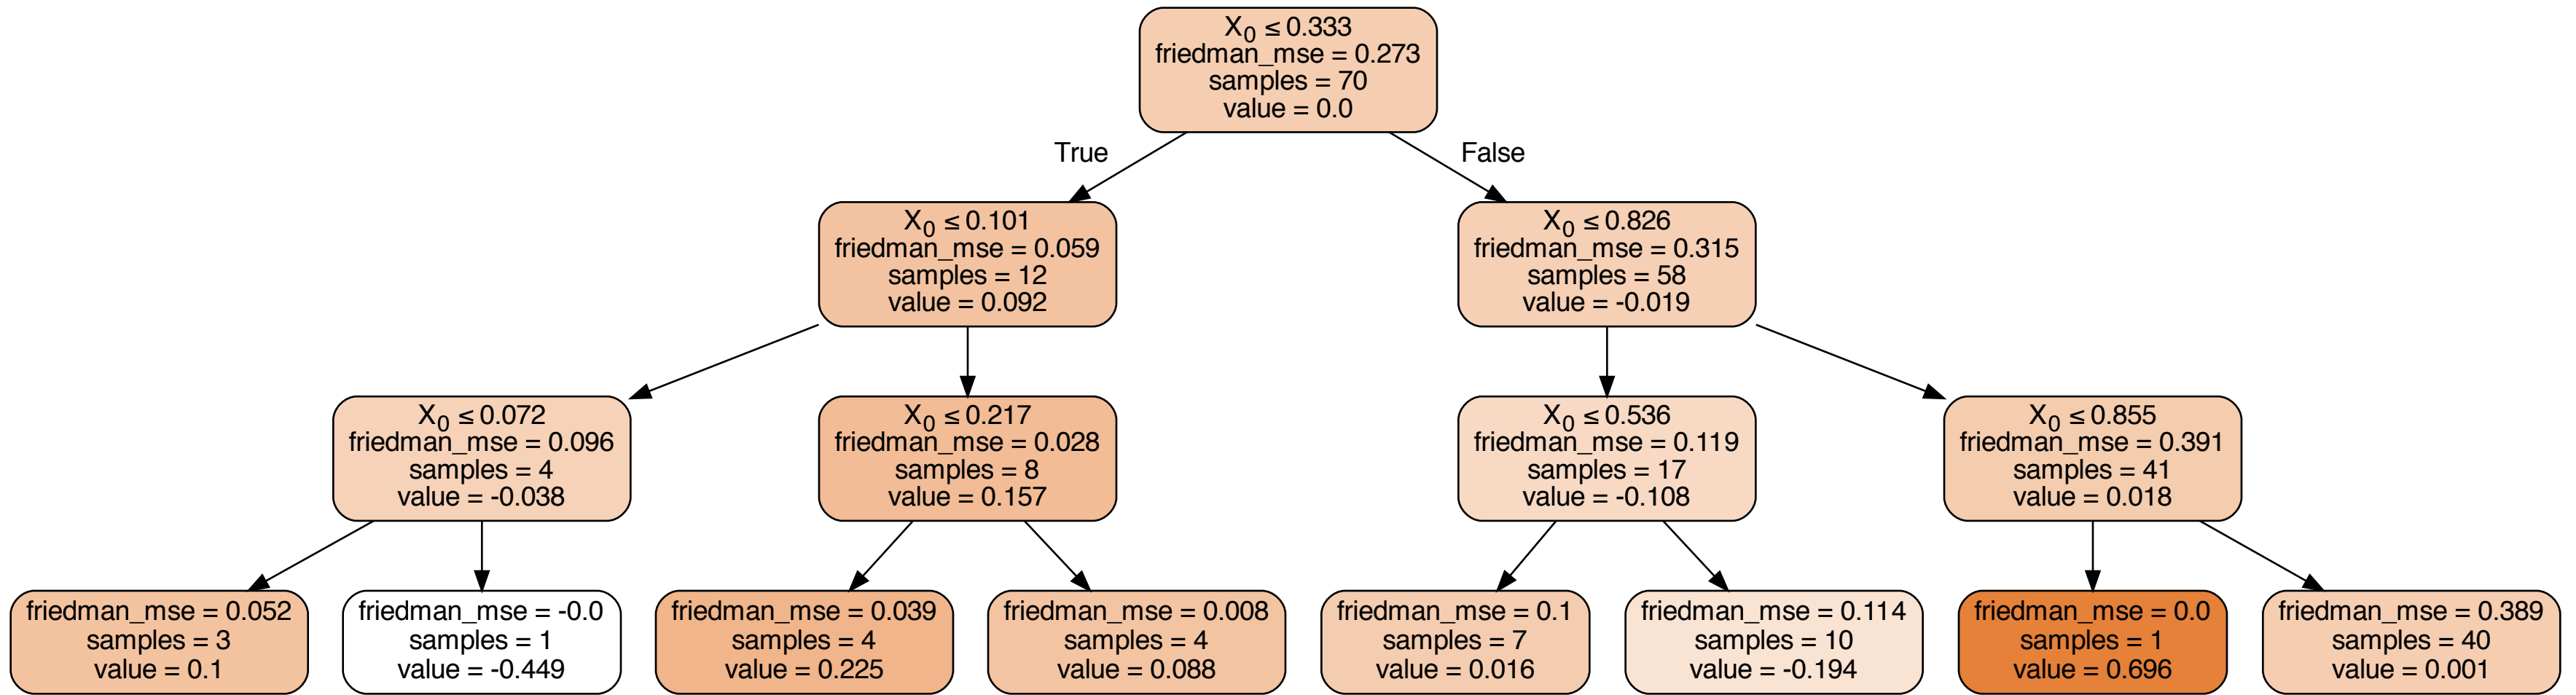 X₀ ≤ 0.333
friedman_mse = 0.273
samples = 70
value = 0.0
True
False
X₀ ≤ 0.101
friedman_mse = 0.059
samples = 12
value = 0.092
X₀ ≤ 0.826
friedman_mse = 0.315
samples = 58
value = -0.019
X₀ ≤ 0.072
friedman_mse = 0.096
samples = 4
value = -0.038
X₀ ≤ 0.217
friedman_mse = 0.028
samples = 8
value = 0.157
X₀ ≤ 0.536
friedman_mse = 0.119
samples = 17
value = -0.108
X₀ ≤ 0.855
friedman_mse = 0.391
samples = 41
value = 0.018
friedman_mse = 0.052
samples = 3
value = 0.1
friedman_mse = -0.0
samples = 1
value = -0.449
friedman_mse = 0.039
samples = 4
value = 0.225
friedman_mse = 0.008
samples = 4
value = 0.088
friedman_mse = 0.1
samples = 7
value = 0.016
friedman_mse = 0.114
samples = 10
value = -0.194
friedman_mse = 0.0
samples = 1
value = 0.696
friedman_mse = 0.389
samples = 40
value = 0.001